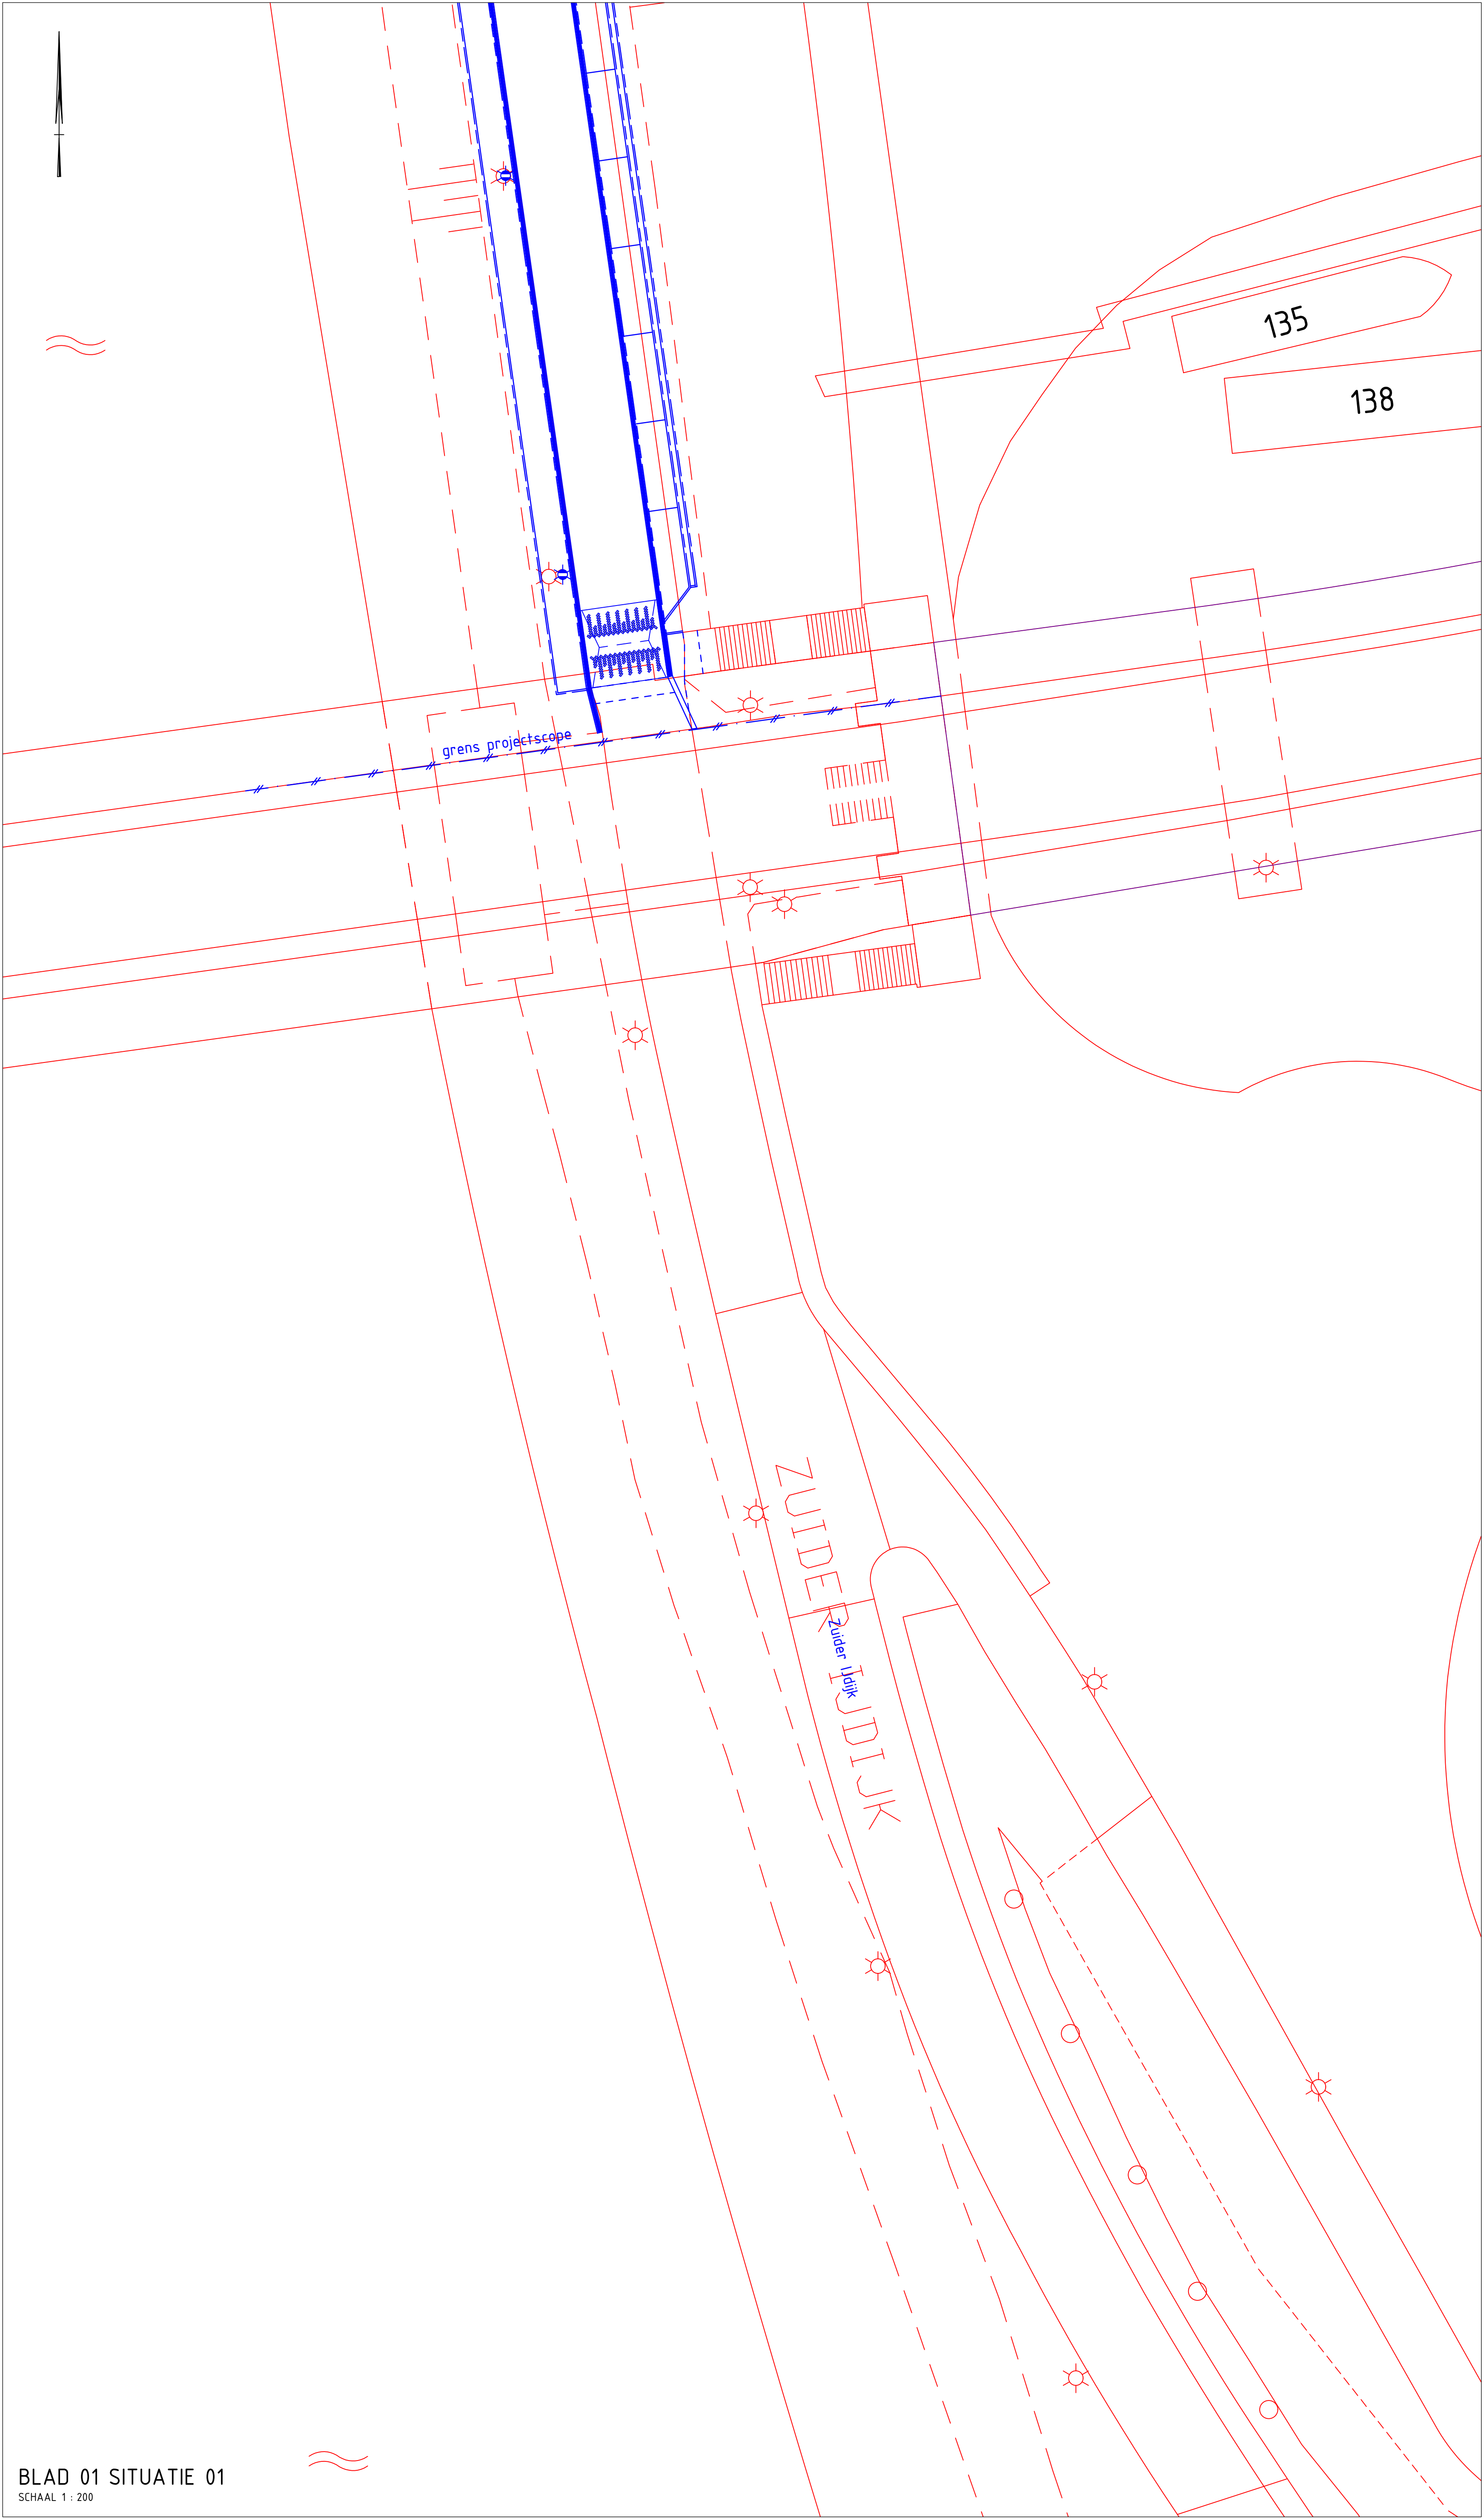 135
138
grens projectscope
ZUIDER IJDIJK
Zuider IJdijk
BLAD 01 SITUATIE 01
SCHAAL 1 : 200